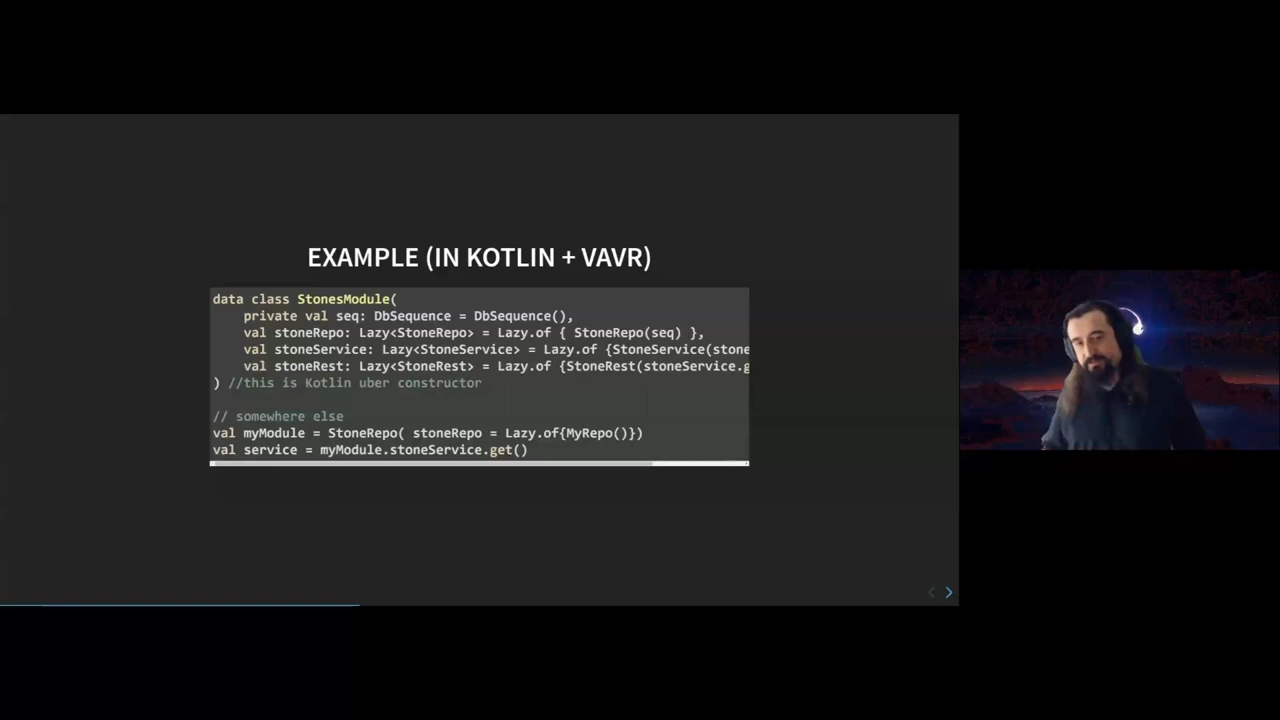 EXAMPLE (IN KOTLIN + VAVR)
data class StonesModule(
    private val seq: DbSequence = DbSequence(),
    val stoneRepo: Lazy<StoneRepo> = Lazy.of { StoneRepo(seq) },
    val stoneService: Lazy<StoneService> = Lazy.of {StoneService(stone
    val stoneRest: Lazy<StoneRest> = Lazy.of {StoneRest(stoneService.g
) //this is Kotlin uber constructor
// somewhere else
val myModule = StoneRepo( stoneRepo = Lazy.of{MyRepo()})
val service = myModule.stoneService.get()